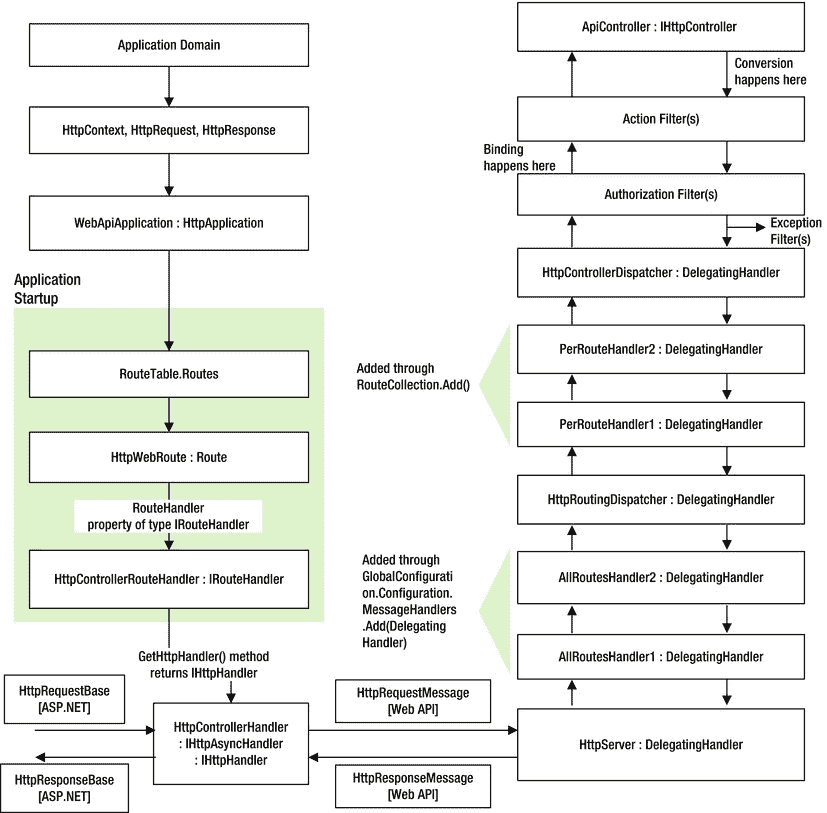 Application Domain
HttpContext, HttpRequest, HttpResponse
WebApiApplication : HttpApplication
Application
Startup
RouteTable.Routes
HttpWebRoute : Route
RouteHandler
property of type IRouteHandler
HttpControllerRouteHandler : IRouteHandler
GetHttpHandler() method
returns IHttpHandler
HttpRequestBase
[ASP.NET]
HttpControllerHandler
: IHttpAsyncHandler
: IHttpHandler
HttpResponseBase
[ASP.NET]
HttpRequestMessage
[Web API]
HttpResponseMessage
[Web API]
ApiController : IHttpController
Conversion
happens here
Action Filter(s)
Binding
happens here
Authorization Filter(s)
Exception
Filter(s)
HttpControllerDispatcher : DelegatingHandler
PerRouteHandler2 : DelegatingHandler
Added through
RouteCollection.Add()
PerRouteHandler1 : DelegatingHandler
HttpRoutingDispatcher : DelegatingHandler
Added through
GlobalConfigurati
on.Configuration.
MessageHandlers
.Add(Delegating
Handler)
AllRoutesHandler2 : DelegatingHandler
AllRoutesHandler1 : DelegatingHandler
HttpServer : DelegatingHandler